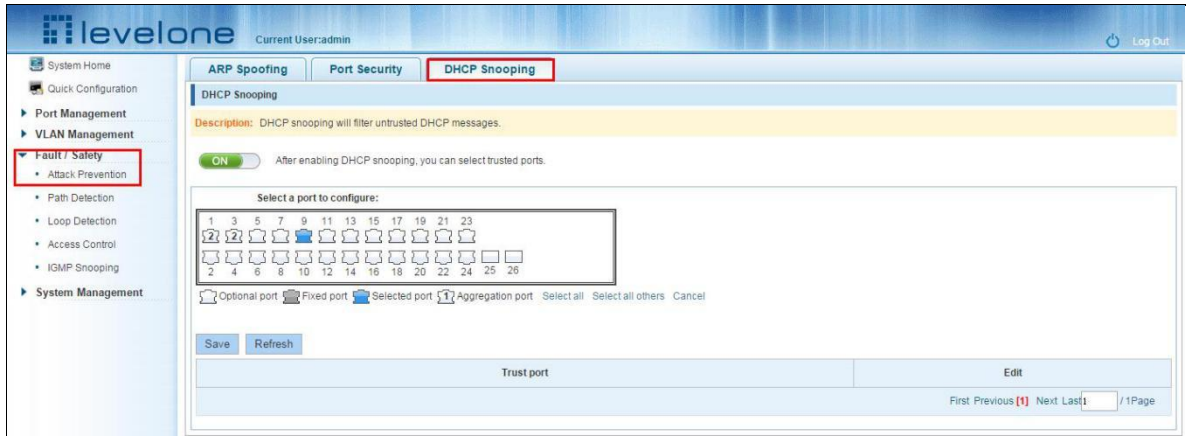 levelone
Current User:admin
Log Out
System Home
Quick Configuration
Port Management
VLAN Management
Fault / Safety
Attack Prevention
Path Detection
Loop Detection
Access Control
IGMP Snooping
System Management
ARP Spoofing Port Security DHCP Snooping
DHCP Snooping
Description: DHCP snooping will filter untrusted DHCP messages.
ON After enabling DHCP snooping, you can select trusted ports.
Select a port to configure:
1 3 5 7 9 11 13 15 17 19 21 23
2 2
2 4 6 8 10 12 14 16 18 20 22 24 25 26
Optional port Fixed port Selected port 1 Aggregation port Select all Select all others Cancel
Save Refresh
Trust port Edit
First Previous [1] Next Last 1 / 1Page